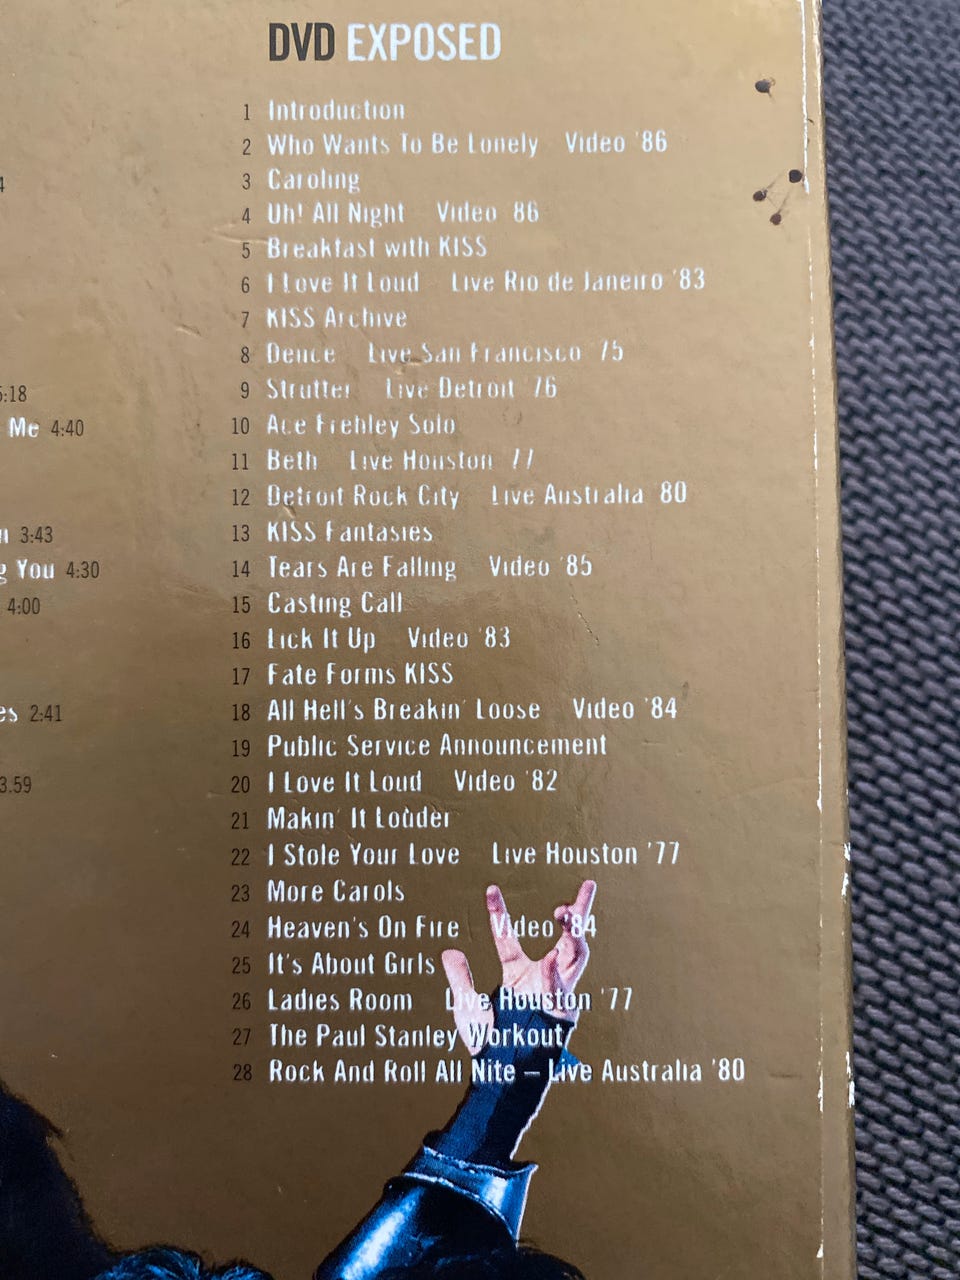 DVD EXPOSED
1 Introduction
2 Who Wants To Be Lonely Video '86
3 Caroling
4
4 Uh! All Night Video 86
5 Breakfast with KISS
6 I Love It Loud Live Rio de Janeiro '83
7 KISS Archive
8 Deuce Live San Francisco 75
5:18
9 Strutter Live Detroit '76
Me 4:40
10 Ace Frehley Solo
11 Beth Live Houston 77
12 Detroit Rock City Live Australia 80
3:43
13 KISS Fantasies
g You 4:30
14 Tears Are Falling Video '85
4:00
15 Casting Call
16 Lick It Up Video '83
17 Fate Forms KISS
es 2:41
18 All Hell's Breakin' Loose Video '84
19 Public Service Announcement
3.59
20 I Love It Loud Video '82
21 Makin' It Louder
22 I Stole Your Love Live Houston '77
23 More Carols
24 Heaven's On Fire Video '84
25 It's About Girls
26 Ladies Room Live Houston '77
27 The Paul Stanley Workout
28 Rock And Roll All Nite – Live Australia '80